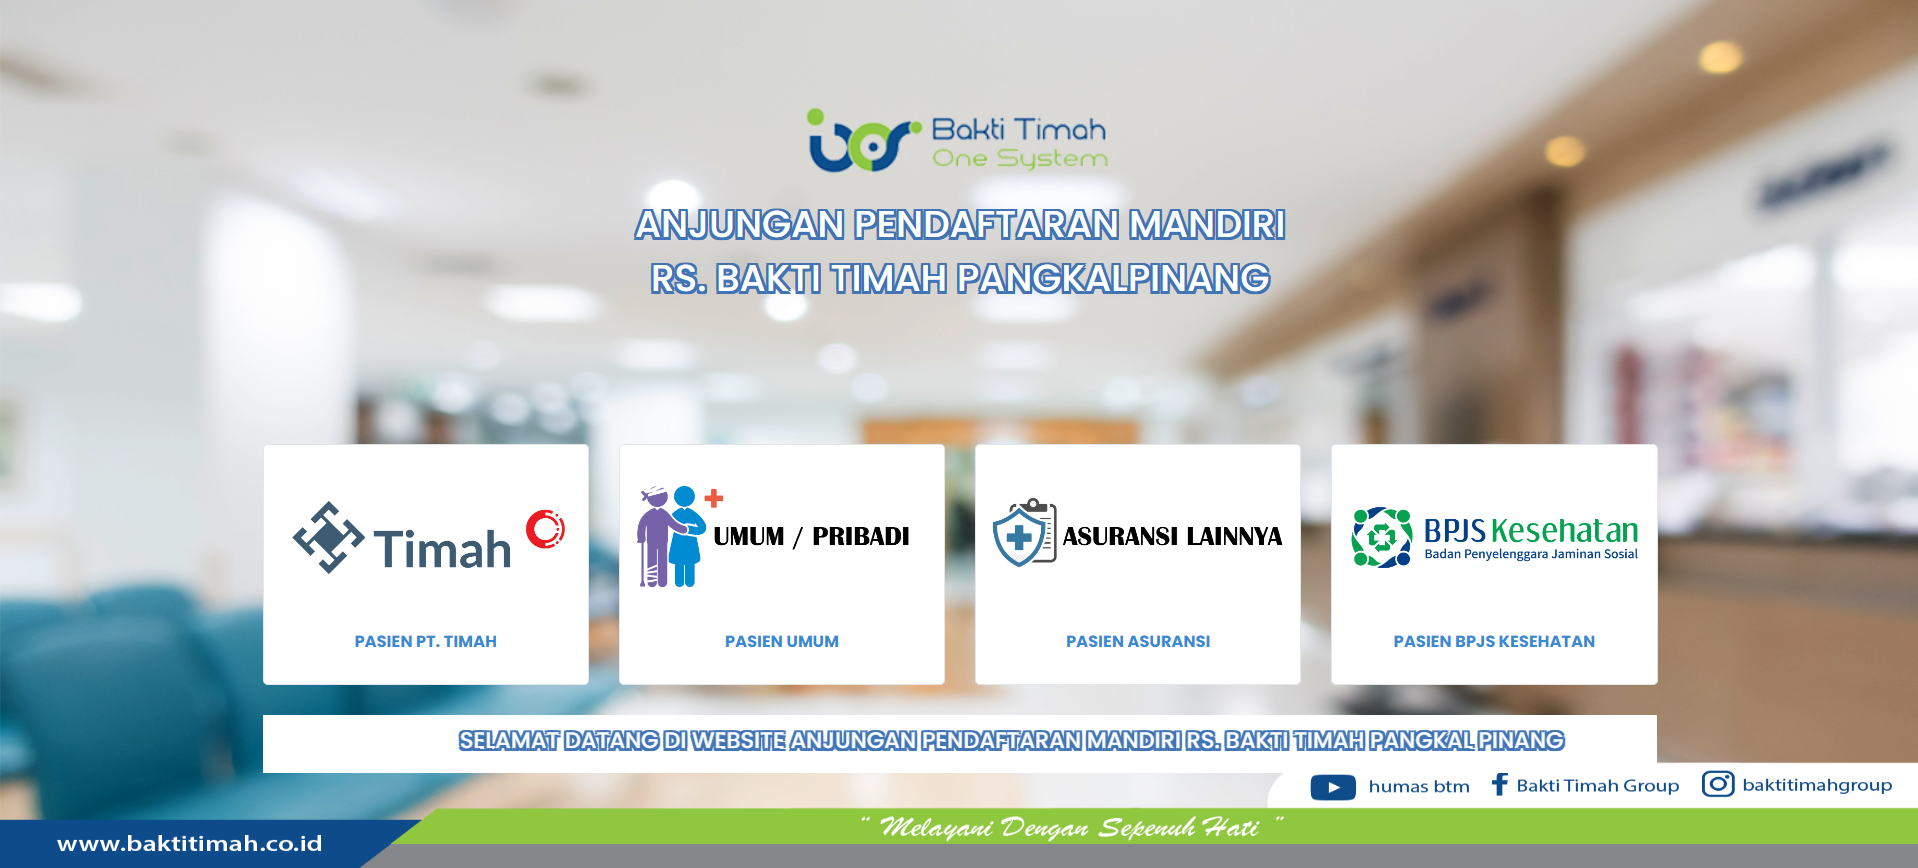 Bakti Timah
One System
ANJUNGAN PENDAFTARAN MANDIRI
RS. BAKTI TIMAH PANGKALPINANG
Timah
PASIEN PT. TIMAH
UMUM / PRIBADI
PASIEN UMUM
ASURANSI LAINNYA
PASIEN ASURANSI
BPJS Kesehatan
Badan Penyelenggara Jaminan Sosial
PASIEN BPJS KESEHATAN
SELAMAT DATANG DI WEBSITE ANJUNGAN PENDAFTARAN MANDIRI RS. BAKTI TIMAH PANGKAL PINANG
humas btm
Bakti Timah Group
baktitimahgroup
" Melayani Dengan Sepenuh Hati "
www.baktitimah.co.id